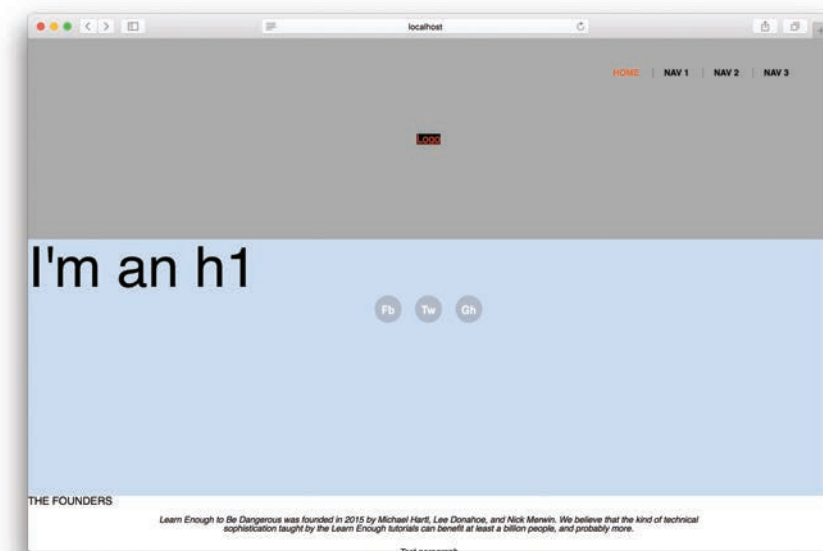 localhost
HOME | NAV 1 | NAV 2 | NAV 3
Logo
I'm an h1
Fb Tw Gh
THE FOUNDERS
Learn Enough to Be Dangerous was founded in 2015 by Michael Hartl, Lee Donahoe, and Nick Merwin. We believe that the kind of technical
sophistication taught by the Learn Enough tutorials can benefit at least a billion people, and probably more.